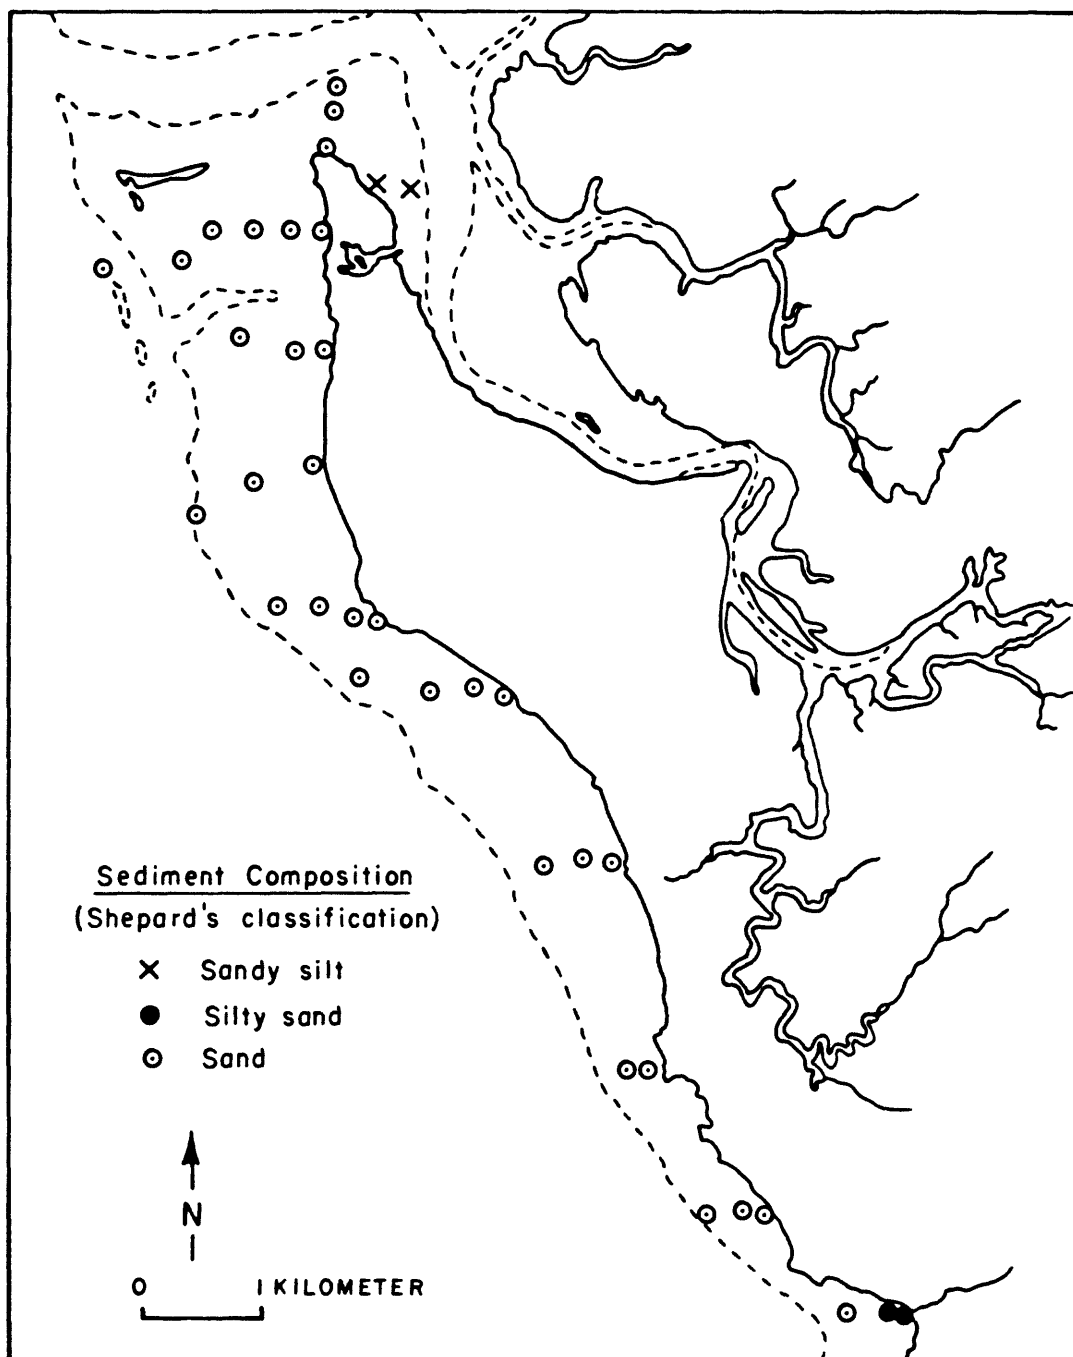 Sediment Composition
(Shepard's classification)
Sandy silt
Silty sand
Sand
N
0 1 KILOMETER